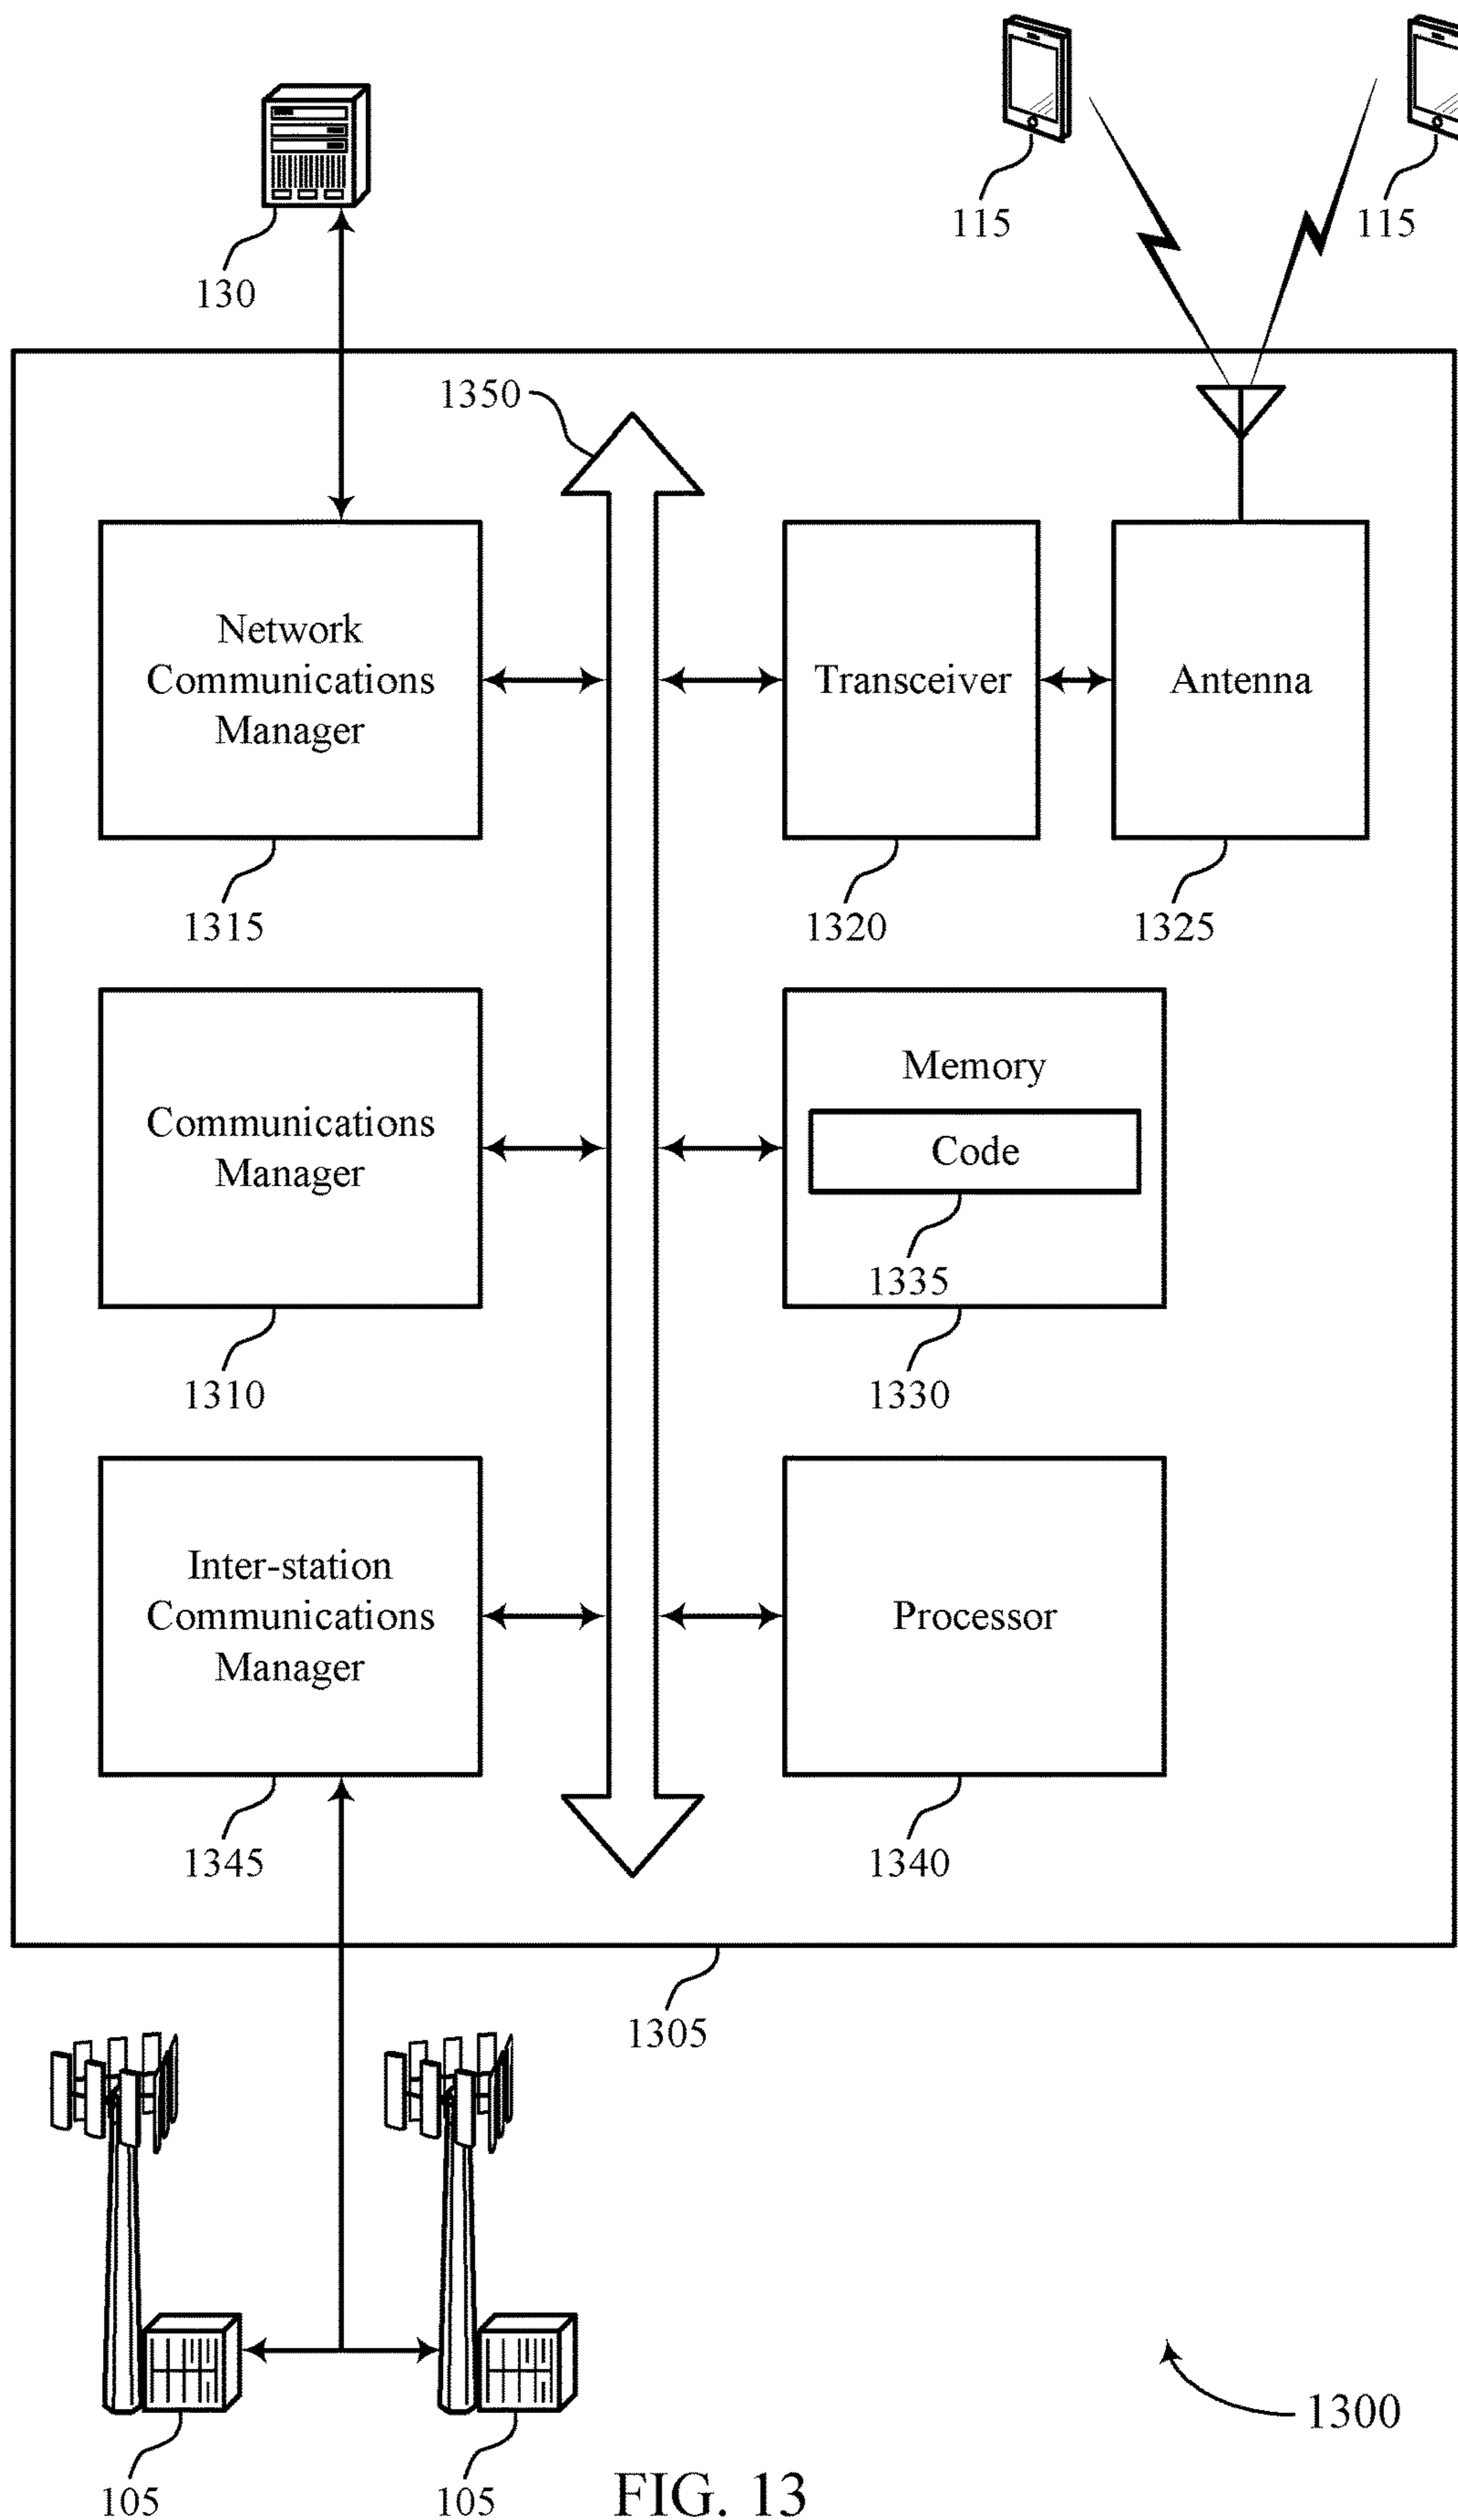 130
115
115
1350
Network
Communications
Manager
Transceiver
Antenna
1315
1320
1325
Communications
Manager
Memory
Code
1335
1310
1330
Inter-station
Communications
Manager
Processor
1345
1340
1305
1300
105
105
FIG. 13